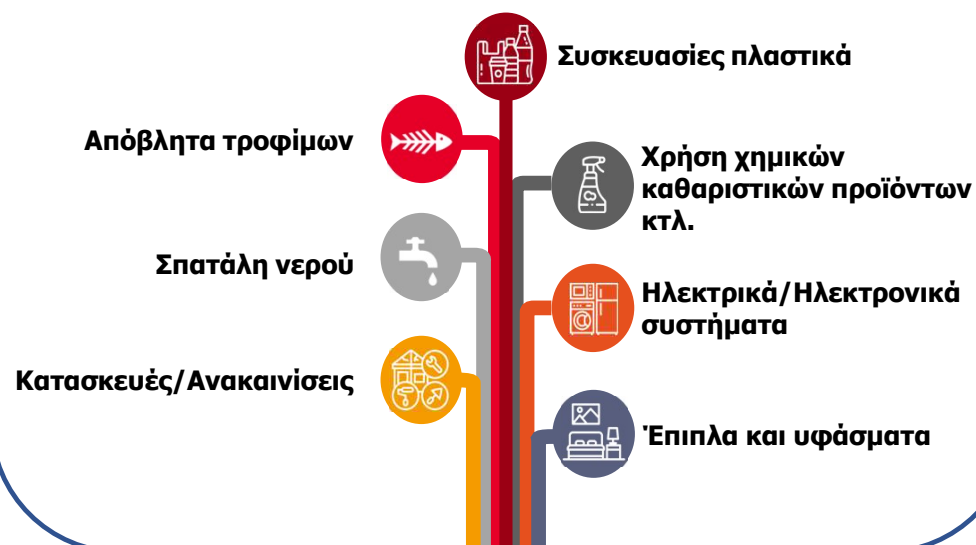 Συσκευασίες πλαστικά
Απόβλητα τροφίμων
Χρήση χημικών
καθαριστικών προϊόντων
κτλ.
Σπατάλη νερού
Ηλεκτρικά/Ηλεκτρονικά
συστήματα
Κατασκευές/Ανακαινίσεις
Έπιπλα και υφάσματα